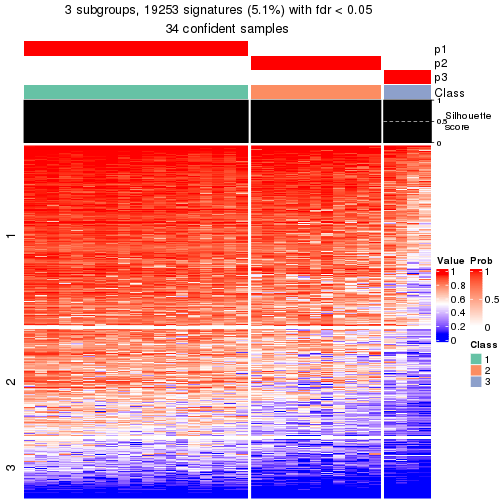 3 subgroups, 19253 signatures (5.1%) with fdr < 0.05
34 confident samples
p1
p2
p3
Class
1
0.5
0
Silhouette
score
1
2
3
Value
1
0.8
0.6
0.4
0.2
0
Prob
1
0.5
0
Class
1
2
3